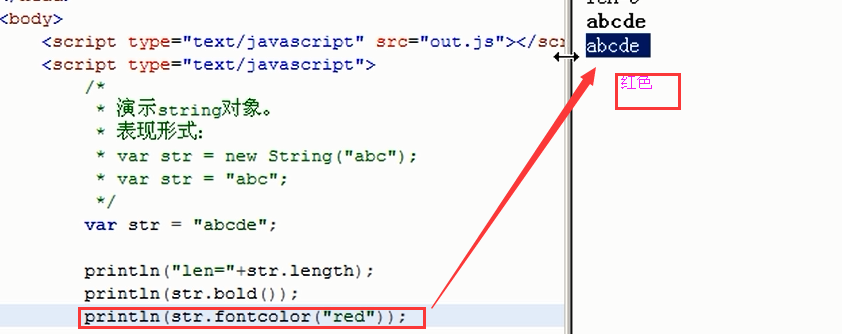 <body>
<script type="text/javascript" src="out.js"></scr
<script type="text/javascript">
/*
* 演示string对象。
* 表现形式:
* var str = new String("abc");
* var str = "abc";
*/
var str = "abcde";
println("len="+str.length);
println(str.bold());
println(str.fontcolor("red"));
abcde
abcde
红色